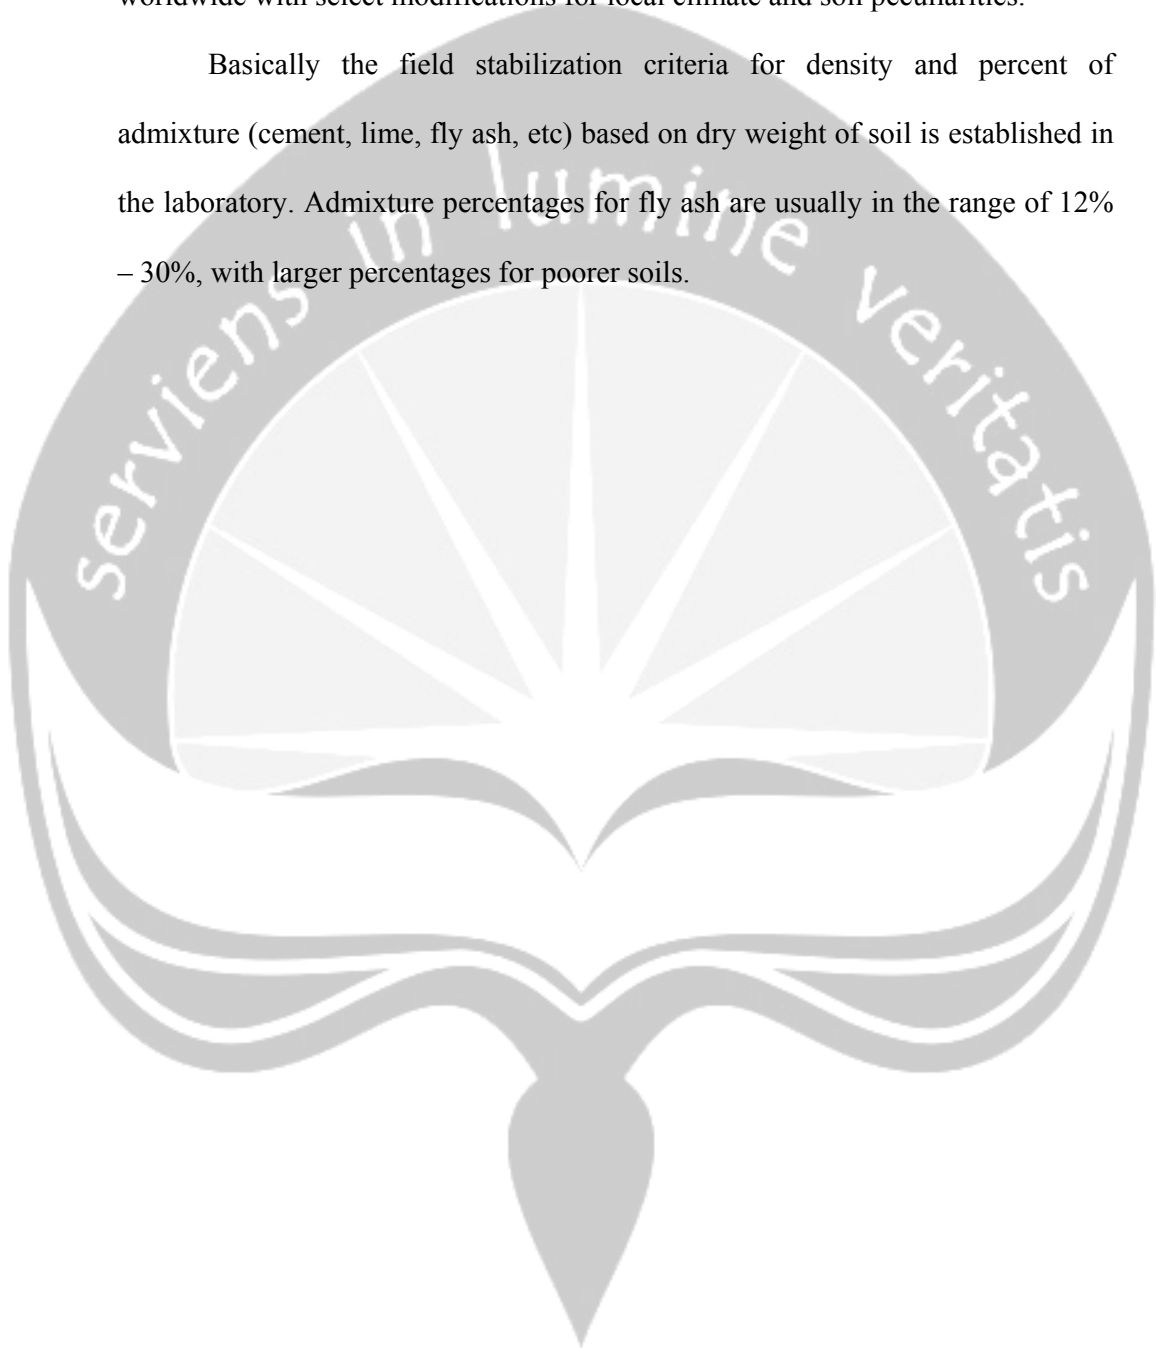 worldwide with select modifications for local climate and soil peculiarities.
Basically the field stabilization criteria for density and percent of
admixture (cement, lime, fly ash, etc) based on dry weight of soil is established in
the laboratory. Admixture percentages for fly ash are usually in the range of 12%
– 30%, with larger percentages for poorer soils.
serviens in lumine veritatis